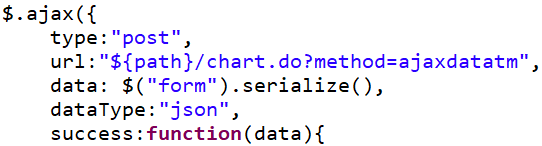 $.ajax({
    type:"post",
    url:"${path}/chart.do?method=ajaxdatatm",
    data: $("form").serialize(),
    dataType:"json",
    success:function(data){